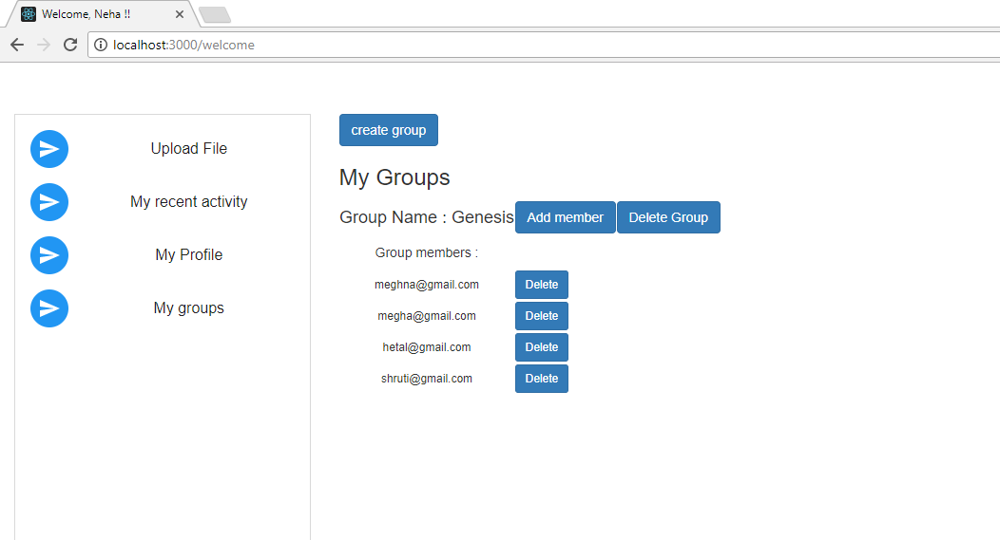 Welcome, Neha !!
localhost:3000/welcome
Upload File
My recent activity
My Profile
My groups
create group
My Groups
Group Name : Genesis Add member Delete Group
Group members :
meghna@gmail.com Delete
megha@gmail.com Delete
hetal@gmail.com Delete
shruti@gmail.com Delete